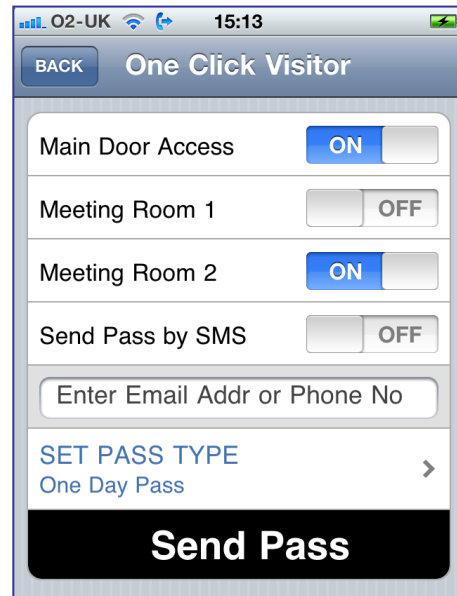 O2-UK 15:13
BACK One Click Visitor
Main Door Access ON
Meeting Room 1 OFF
Meeting Room 2 ON
Send Pass by SMS OFF
Enter Email Addr or Phone No
SET PASS TYPE
One Day Pass
Send Pass